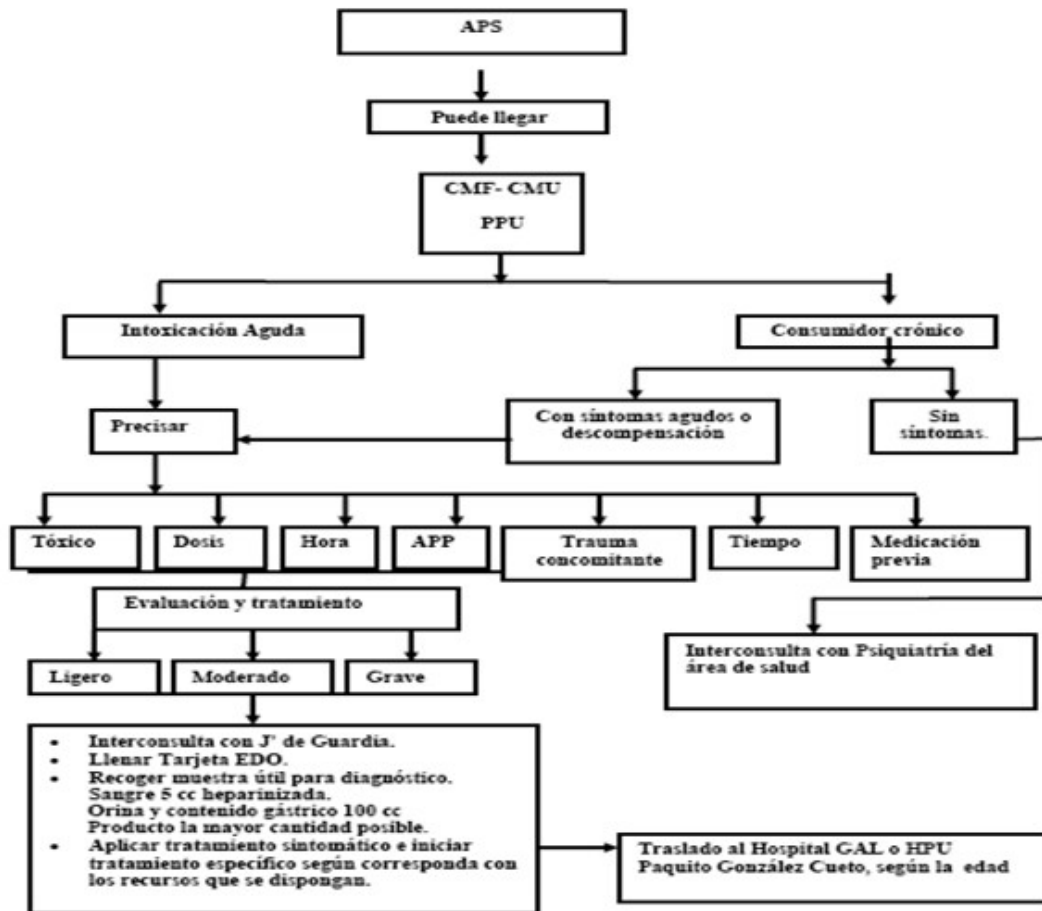 APS
Puede llegar
CMF- CMU
PPU
Intoxicación Aguda
Consumidor crónico
Precisar
Con síntomas agudos o
descompensación
Sin
síntomas.
Tóxico
Dosis
Hora
APP
Trauma
concomitante
Tiempo
Medicación
previa
Evaluación y tratamiento
Interconsulta con Psiquiatría del
área de salud
Ligero
Moderado
Grave
• Interconsulta con J' de Guardia.
• Llenar Tarjeta EDO.
• Recoger muestra útil para diagnóstico.
Sangre 5 cc heparinizada.
Orina y contenido gástrico 100 cc
Producto la mayor cantidad posible.
• Aplicar tratamiento sintomático e iniciar
tratamiento específico según corresponda con
los recursos que se dispongan.
Traslado al Hospital GAL o HPU
Paquito González Cueto, según la edad